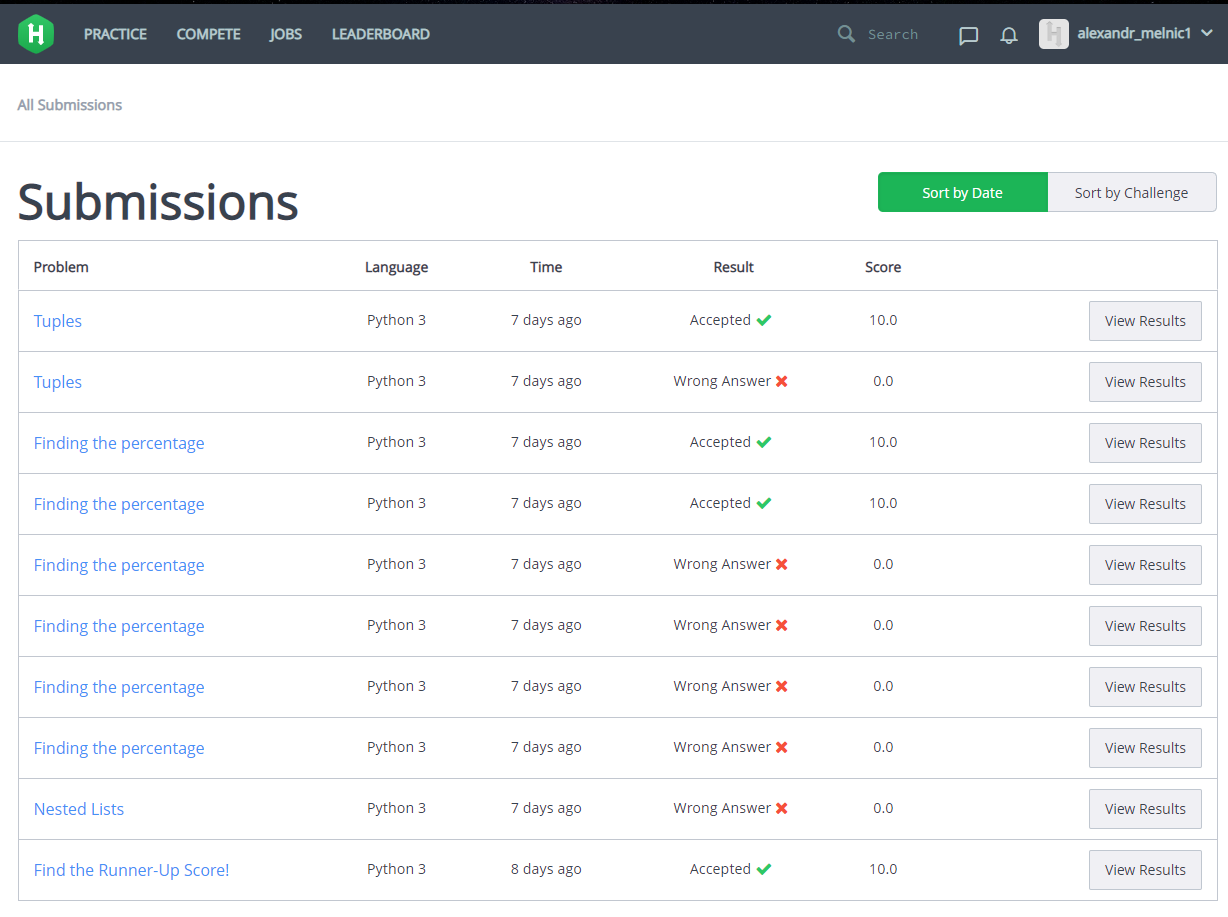 H PRACTICE COMPETE JOBS LEADERBOARD Search alexandr_melnic1
All Submissions
Submissions Sort by Date Sort by Challenge
Problem Language Time Result Score
Tuples Python 3 7 days ago Accepted 10.0 View Results
Tuples Python 3 7 days ago Wrong Answer 0.0 View Results
Finding the percentage Python 3 7 days ago Accepted 10.0 View Results
Finding the percentage Python 3 7 days ago Accepted 10.0 View Results
Finding the percentage Python 3 7 days ago Wrong Answer 0.0 View Results
Finding the percentage Python 3 7 days ago Wrong Answer 0.0 View Results
Finding the percentage Python 3 7 days ago Wrong Answer 0.0 View Results
Finding the percentage Python 3 7 days ago Wrong Answer 0.0 View Results
Nested Lists Python 3 7 days ago Wrong Answer 0.0 View Results
Find the Runner-Up Score! Python 3 8 days ago Accepted 10.0 View Results